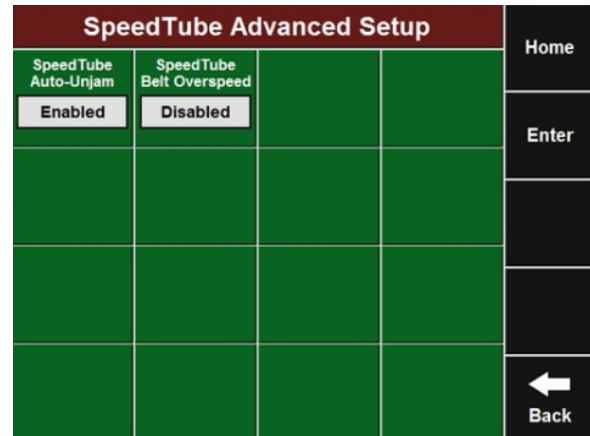 SpeedTube Advanced Setup
Home
SpeedTube
Auto-Unjam
SpeedTube
Belt Overspeed
Enabled
Disabled
Enter
Back